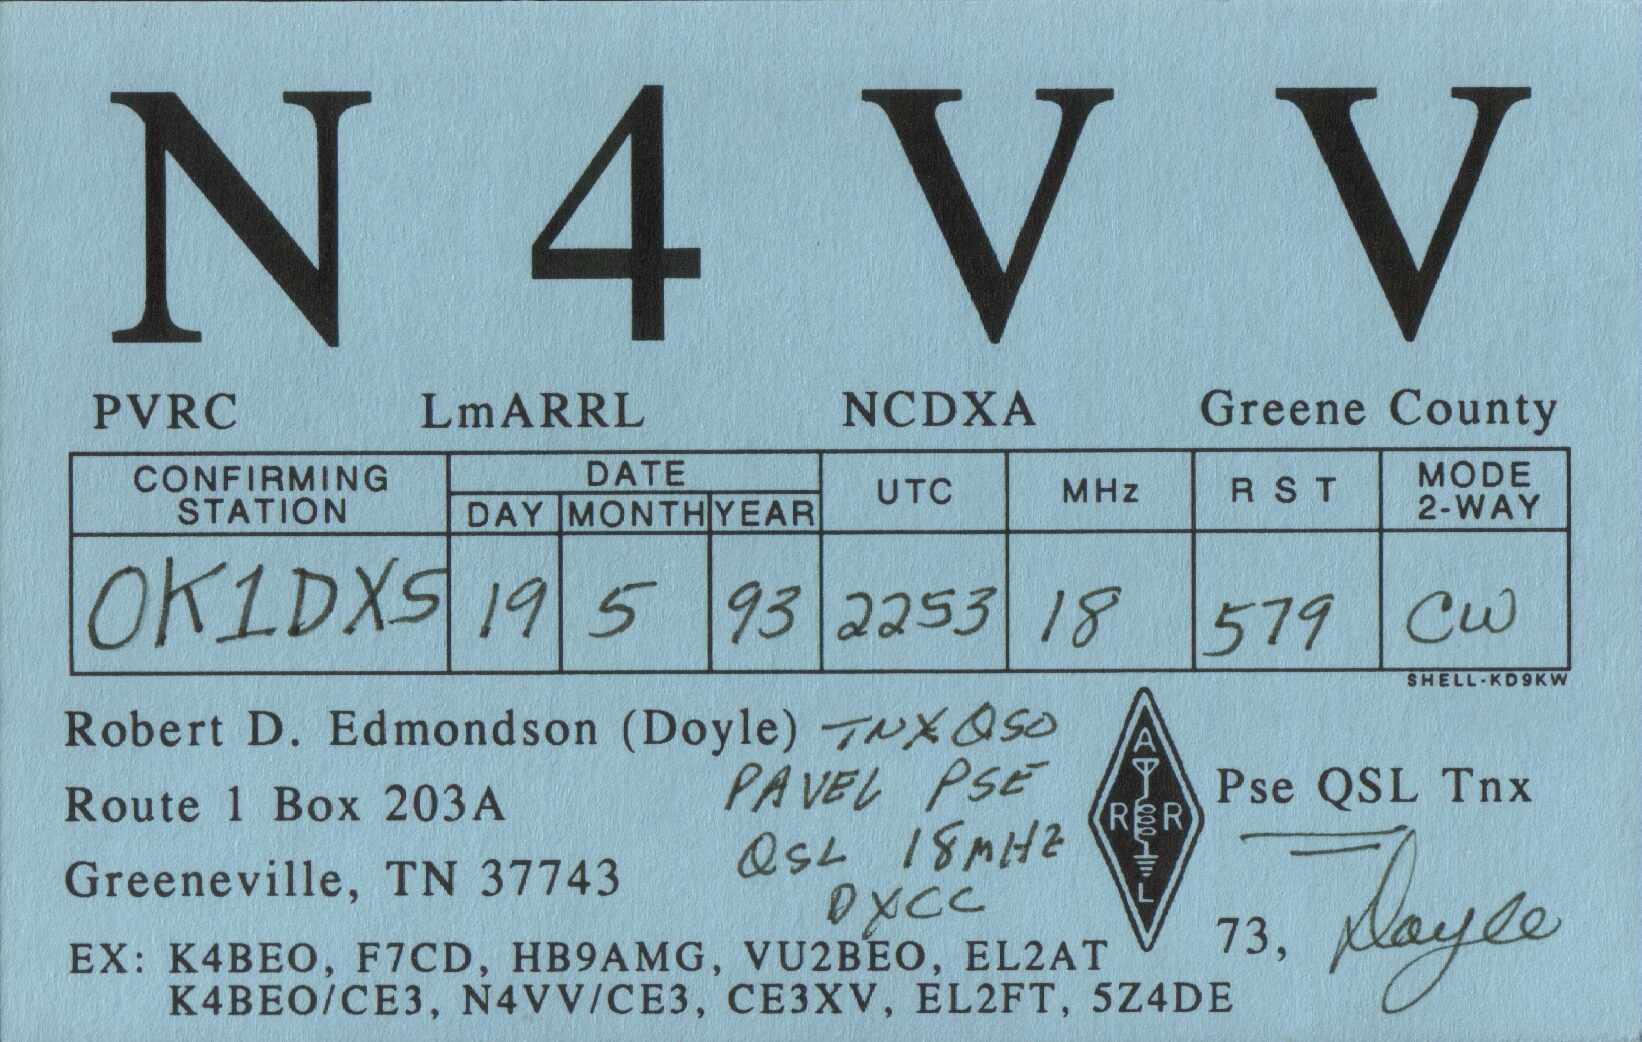 N4VV
PVRC LmARRL NCDXA Greene County
CONFIRMING STATION DATE UTC MHz RST MODE 2-WAY
DAY MONTH YEAR
OK1DXS 19 5 93 2253 18 579 CW
SHELL-KD9KW
Robert D. Edmondson (Doyle) TNX QSO
Route 1 Box 203A PAVEL PSE
Greeneville, TN 37743 QSL 18MHZ
DXCC
ARRL
Pse QSL Tnx
73, Doyle
EX: K4BEO, F7CD, HB9AMG, VU2BEO, EL2AT
K4BEO/CE3, N4VV/CE3, CE3XV, EL2FT, 5Z4DE